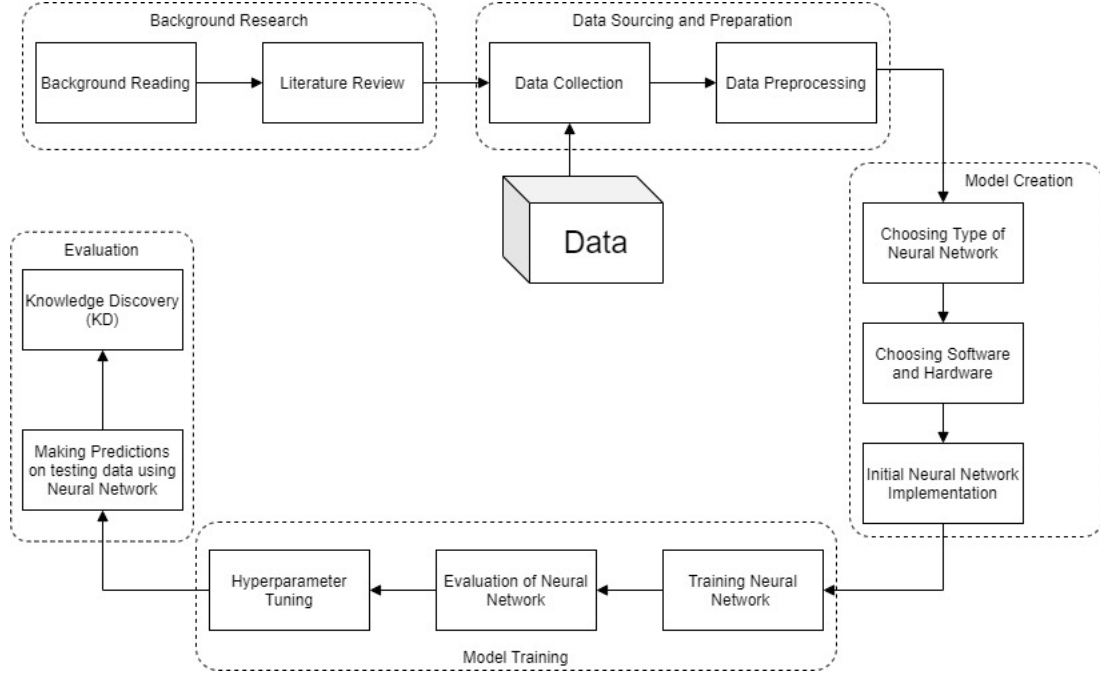 Background Research
Background Reading
Literature Review
Data Sourcing and Preparation
Data Collection
Data Preprocessing
Data
Model Creation
Choosing Type of
Neural Network
Choosing Software
and Hardware
Initial Neural Network
Implementation
Training Neural
Network
Evaluation of Neural
Network
Hyperparameter
Tuning
Model Training
Evaluation
Knowledge Discovery
(KD)
Making Predictions
on testing data using
Neural Network